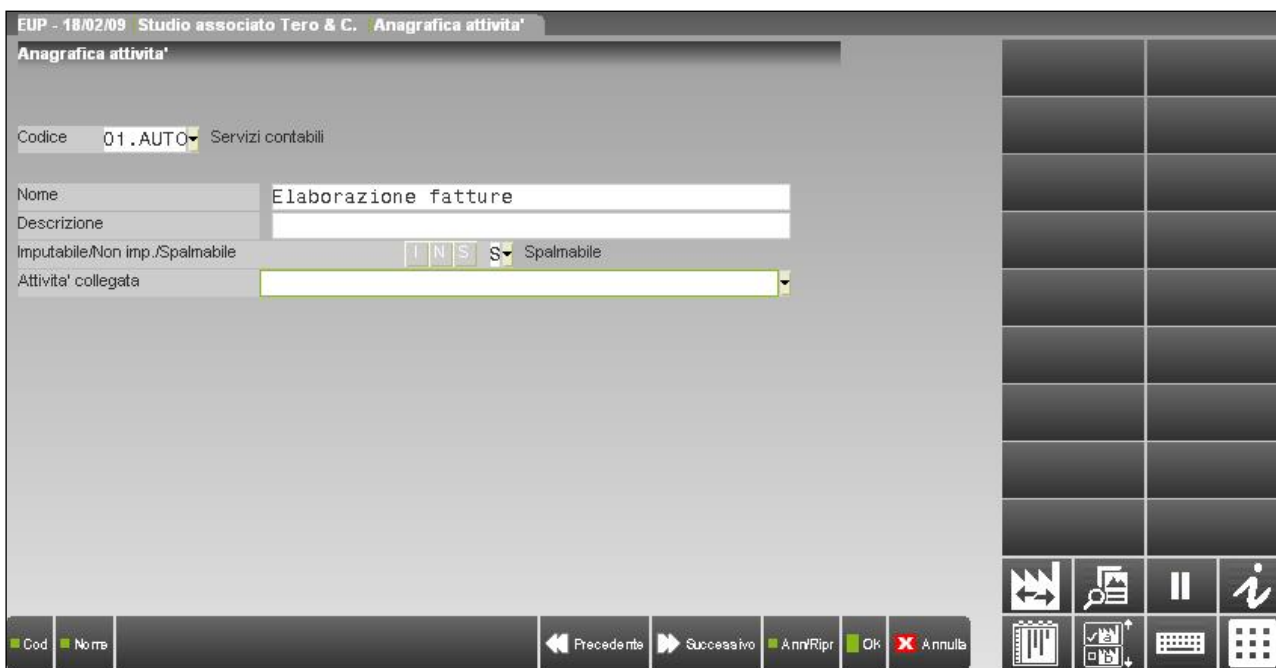 EUP - 18/02/09 Studio associato Tero & C. Anagrafica attivita'
Anagrafica attivita'
Codice 01.AUTO Servizi contabili
Nome Elaborazione fatture
Descrizione
Imputabile/Non imp./Spalmabile I N S S Spalmabile
Attivita' collegata
Cod Nome Precedente Successivo Ann/Ripr OK X Annulla